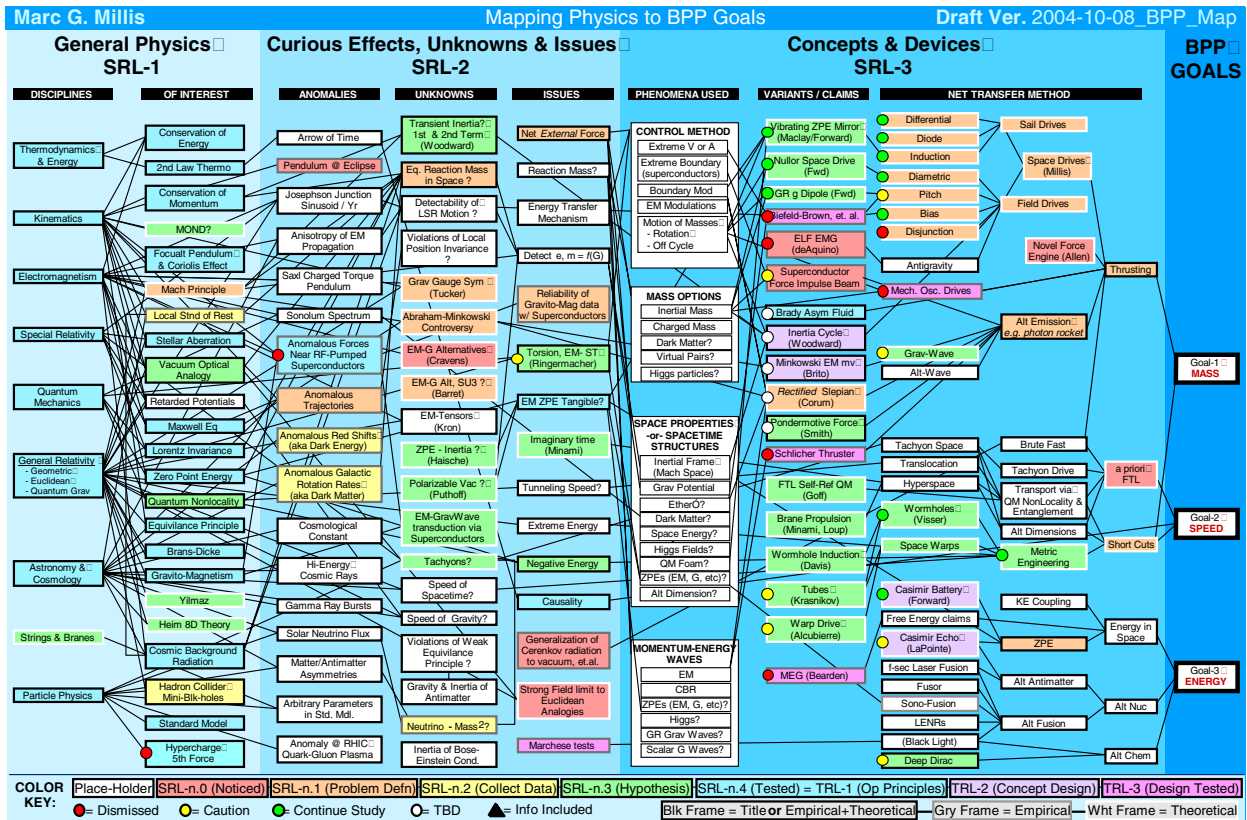 Marc G. Millis
Mapping Physics to BPP Goals
Draft Ver. 2004-10-08_BPP_Map
General Physics
SRL-1
Curious Effects, Unknowns & Issues
SRL-2
Concepts & Devices
SRL-3
BPP
GOALS
DISCIPLINES
Thermodynamics
& Energy
Kinematics
Electromagnetism
Special Relativity
Quantum
Mechanics
General Relativity
- Geometric
- Euclidean
- Quantum Grav
Astronomy &
Cosmology
Strings & Branes
Particle Physics
OF INTEREST
Conservation of
Energy
2nd Law Thermo
Conservation of
Momentum
MOND?
Focualt Pendulum
& Coriolis Effect
Mach Principle
Local Stnd of Rest
Stellar Aberration
Vacuum Optical
Analogy
Retarded Potentials
Maxwell Eq
Lorentz Invariance
Zero Point Energy
Quantum Nonlocality
Equivilance Principle
Brans-Dicke
Gravito-Magnetism
Yilmaz
Heim 8D Theory
Cosmic Background
Radiation
Hadron Collider
Mini-Blk-holes
Standard Model
Hypercharge
5th Force
ANOMALIES
Arrow of Time
Pendulum @ Eclipse
Josephson Junction
Sinusoid / Yr
Anisotropy of EM
Propagation
Saxl Charged Torque
Pendulum
Sonolum Spectrum
Anomalous Forces
Near RF-Pumped
Superconductors
Anomalous
Trajectories
Anomalous Red Shifts
(aka Dark Energy)
Anomalous Galactic
Rotation Rates
(aka Dark Matter)
Cosmological
Constant
Hi-Energy
Cosmic Rays
Gamma Ray Bursts
Solar Neutrino Flux
Matter/Antimatter
Asymmetries
Arbitrary Parameters
in Std. Mdl.
Anomaly @ RHIC
Quark-Gluon Plasma
UNKNOWNS
Transient Inertia?
1st & 2nd Term
(Woodward)
Eq. Reaction Mass
in Space ?
Detectability of
LSR Motion ?
Violations of Local
Position Invariance
?
Grav Gauge Sym
(Tucker)
Abraham-Minkowski
Controversy
EM-G Alternatives
(Cravens)
EM-G Alt, SU3 ?
(Barret)
EM-Tensors
(Kron)
ZPE - Inertia ?
(Haische)
Polarizable Vac ?
(Puthoff)
EM-GravWave
transduction via
Superconductors
Tachyons?
Speed of
Spacetime?
Speed of Gravity?
Violations of Weak
Equivilance
Principle ?
Gravity & Inertia of
Antimatter
Neutrino - Mass²?
Inertia of Bose-
Einstein Cond.
ISSUES
Net External Force
Reaction Mass?
Energy Transfer
Mechanism
Detect e, m = f(G)
Reliability of
Gravito-Mag data
w/ Superconductors
Torsion, EM- ST
(Ringermacher)
EM ZPE Tangible?
Imaginary time
(Minami)
Tunneling Speed?
Extreme Energy
Negative Energy
Causality
Generalization of
Cerenkov radiation
to vacuum, et.al.
Strong Field limit to
Euclidean
Analogies
Marchese tests
PHENOMENA USED
CONTROL METHOD
Extreme V or A
Extreme Boundary
(superconductors)
Boundary Mod
EM Modulations
Motion of Masses
- Rotation
- Off Cycle
MASS OPTIONS
Inertial Mass
Charged Mass
Dark Matter?
Virtual Pairs?
Higgs particles?
SPACE PROPERTIES
-or- SPACETIME
STRUCTURES
Inertial Frame
(Mach Space)
Grav Potential
EtherÕ?
Dark Matter?
Space Energy?
Higgs Fields?
QM Foam?
ZPEs (EM, G, etc)?
Alt Dimension?
MOMENTUM-ENERGY
WAVES
EM
CBR
ZPEs (EM, G, etc)?
Higgs?
GR Grav Waves?
Scalar G Waves?
VARIANTS / CLAIMS
Vibrating ZPE Mirror
(Maclay/Forward)
Nullor Space Drive
(Fwd)
GR g Dipole (Fwd)
Biefeld-Brown, et. al.
ELF EMG
(deAquino)
Superconductor
Force Impulse Beam
Brady Asym Fluid
Inertia Cycle
(Woodward)
Minkowski EM mv
(Brito)
Rectified Slepian
(Corum)
Pondermotive Force
(Smith)
Schlicher Thruster
FTL Self-Ref QM
(Goff)
Brane Propulsion
(Minami, Loup)
Wormhole Induction
(Davis)
Tubes
(Krasnikov)
Warp Drive
(Alcubierre)
MEG (Bearden)
NET TRANSFER METHOD
Differential
Diode
Induction
Diametric
Pitch
Bias
Disjunction
Antigravity
Mech. Osc. Drives
Grav-Wave
Alt-Wave
Tachyon Space
Translocation
Hyperspace
Wormholes
(Visser)
Space Warps
Casimir Battery
(Forward)
Free Energy claims
Casimir Echo
(LaPointe)
f-sec Laser Fusion
Fusor
Sono-Fusion
LENRs
(Black Light)
Deep Dirac
Sail Drives
Space Drives
(Millis)
Field Drives
Novel Force
Engine (Allen)
Thrusting
Alt Emission
e.g. photon rocket
Brute Fast
Tachyon Drive
Transport via
QM NonLocality &
Entanglement
Alt Dimensions
Metric
Engineering
a priori
FTL
Short Cuts
KE Coupling
Energy in
Space
ZPE
Alt Antimatter
Alt Nuc
Alt Fusion
Alt Chem
Goal-1
MASS
Goal-2
SPEED
Goal-3
ENERGY
COLOR
KEY:
Place-Holder
SRL-n.0 (Noticed)
SRL-n.1 (Problem Defn)
SRL-n.2 (Collect Data)
SRL-n.3 (Hypothesis)
SRL-n.4 (Tested) = TRL-1 (Op Principles)
TRL-2 (Concept Design)
TRL-3 (Design Tested)
= Dismissed
= Caution
= Continue Study
= TBD
= Info Included
Blk Frame = Title or Empirical+Theoretical
Gry Frame = Empirical
Wht Frame = Theoretical